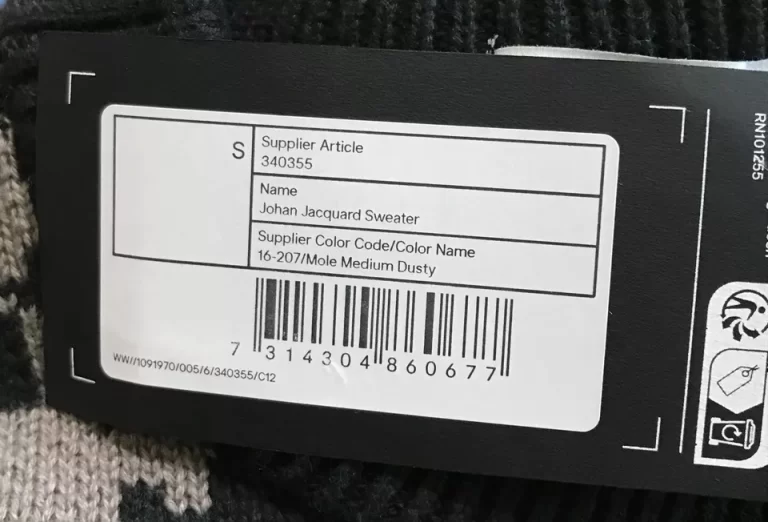 S
Supplier Article
340355
Name
Johan Jacquard Sweater
Supplier Color Code/Color Name
16-207/Mole Medium Dusty
7 314304 860677
WW//1091970/005/6/340355/C12
RN101255